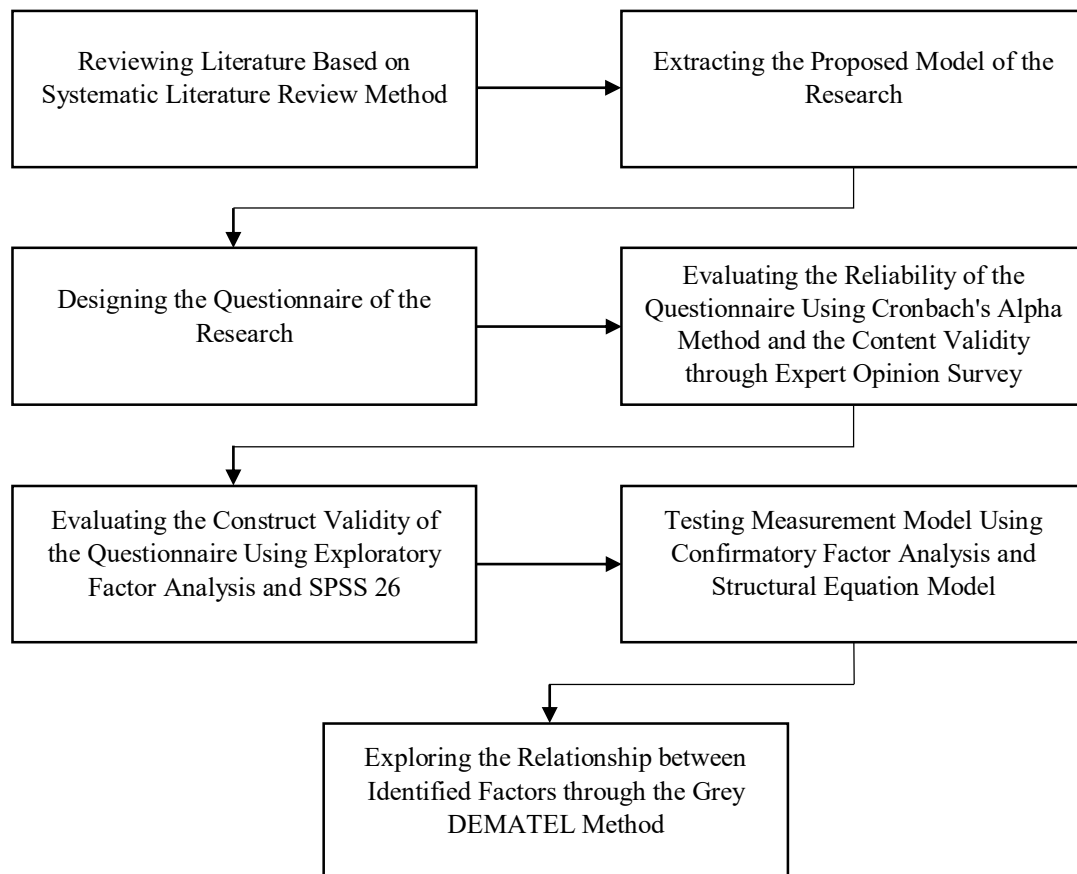 Reviewing Literature Based on
Systematic Literature Review Method
Extracting the Proposed Model of the
Research
Designing the Questionnaire of the
Research
Evaluating the Reliability of the
Questionnaire Using Cronbach's Alpha
Method and the Content Validity
through Expert Opinion Survey
Evaluating the Construct Validity of
the Questionnaire Using Exploratory
Factor Analysis and SPSS 26
Testing Measurement Model Using
Confirmatory Factor Analysis and
Structural Equation Model
Exploring the Relationship between
Identified Factors through the Grey
DEMATEL Method